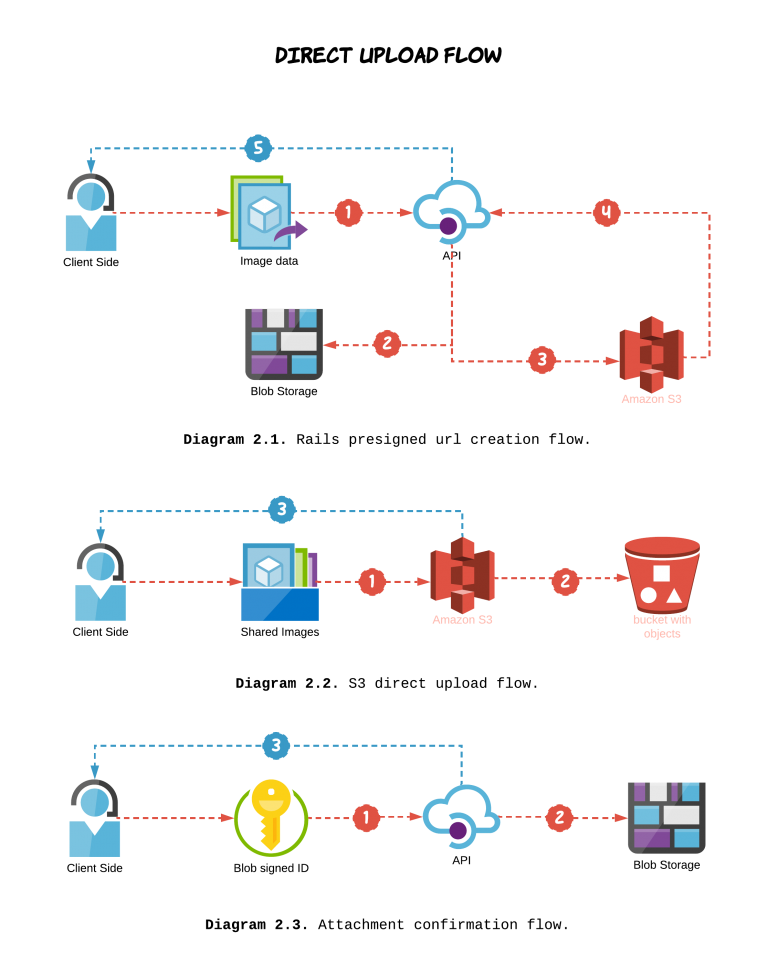 DIRECT UPLOAD FLOW
5
1
4
Client Side
Image data
API
2
3
Blob Storage
Amazon S3
Diagram 2.1. Rails presigned url creation flow.
3
1
2
Client Side
Shared Images
Amazon S3
bucket with
objects
Diagram 2.2. S3 direct upload flow.
3
1
2
Client Side
Blob signed ID
API
Blob Storage
Diagram 2.3. Attachment confirmation flow.